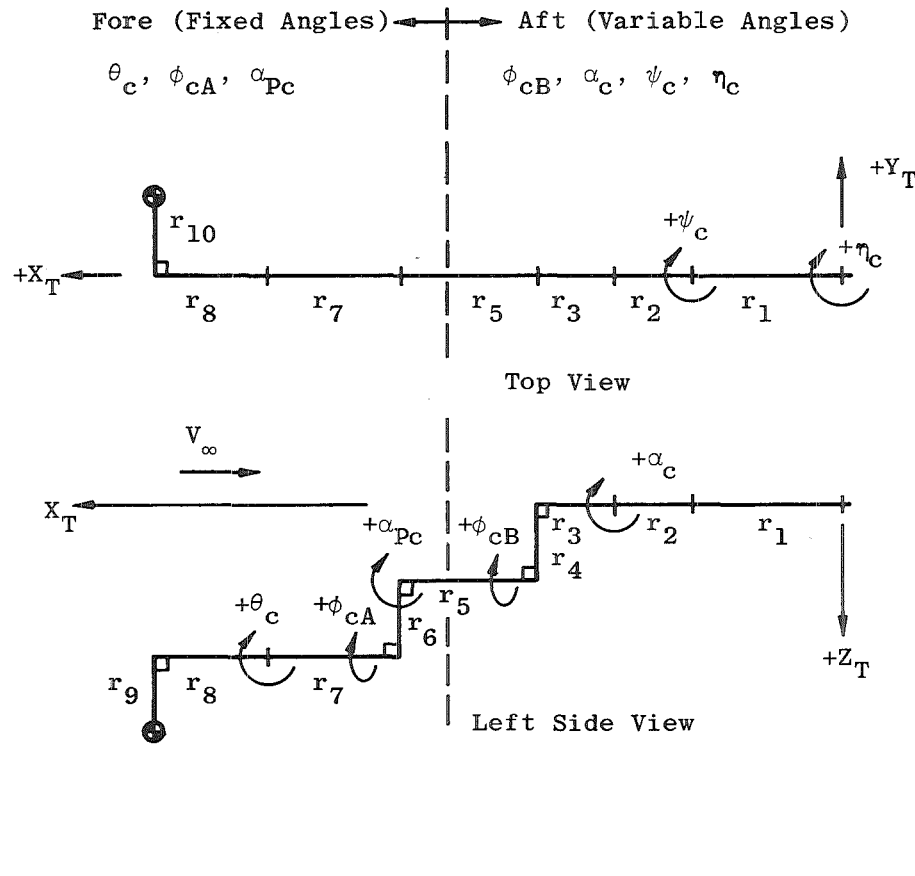 Fore (Fixed Angles) Aft (Variable Angles)
θc, ϕcA, αPc ϕcB, αc, ψc, ηc
+YT
r10
+ψc
+ηc
+XT
r8 r7 r5 r3 r2 r1
Top View
V∞
+αc
XT
+αPc +ϕcB
r3 r2 r1
r4
r5
+θc +ϕcA
r6
+ZT
r9 r8 r7
Left Side View